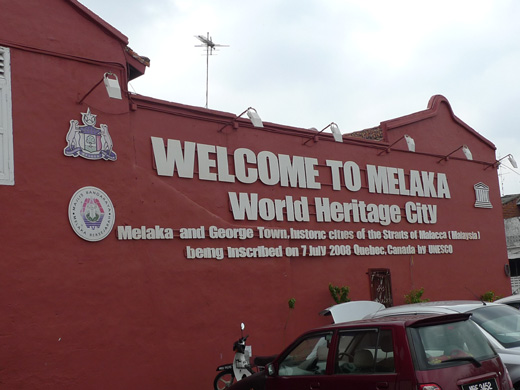 WELCOME TO MELAKA
World Heritage City
Melaka and George Town, historic cities of the Straits of Malacca (Malaysia)
being inscribed on 7 July 2008 Quebec, Canada by UNESCO